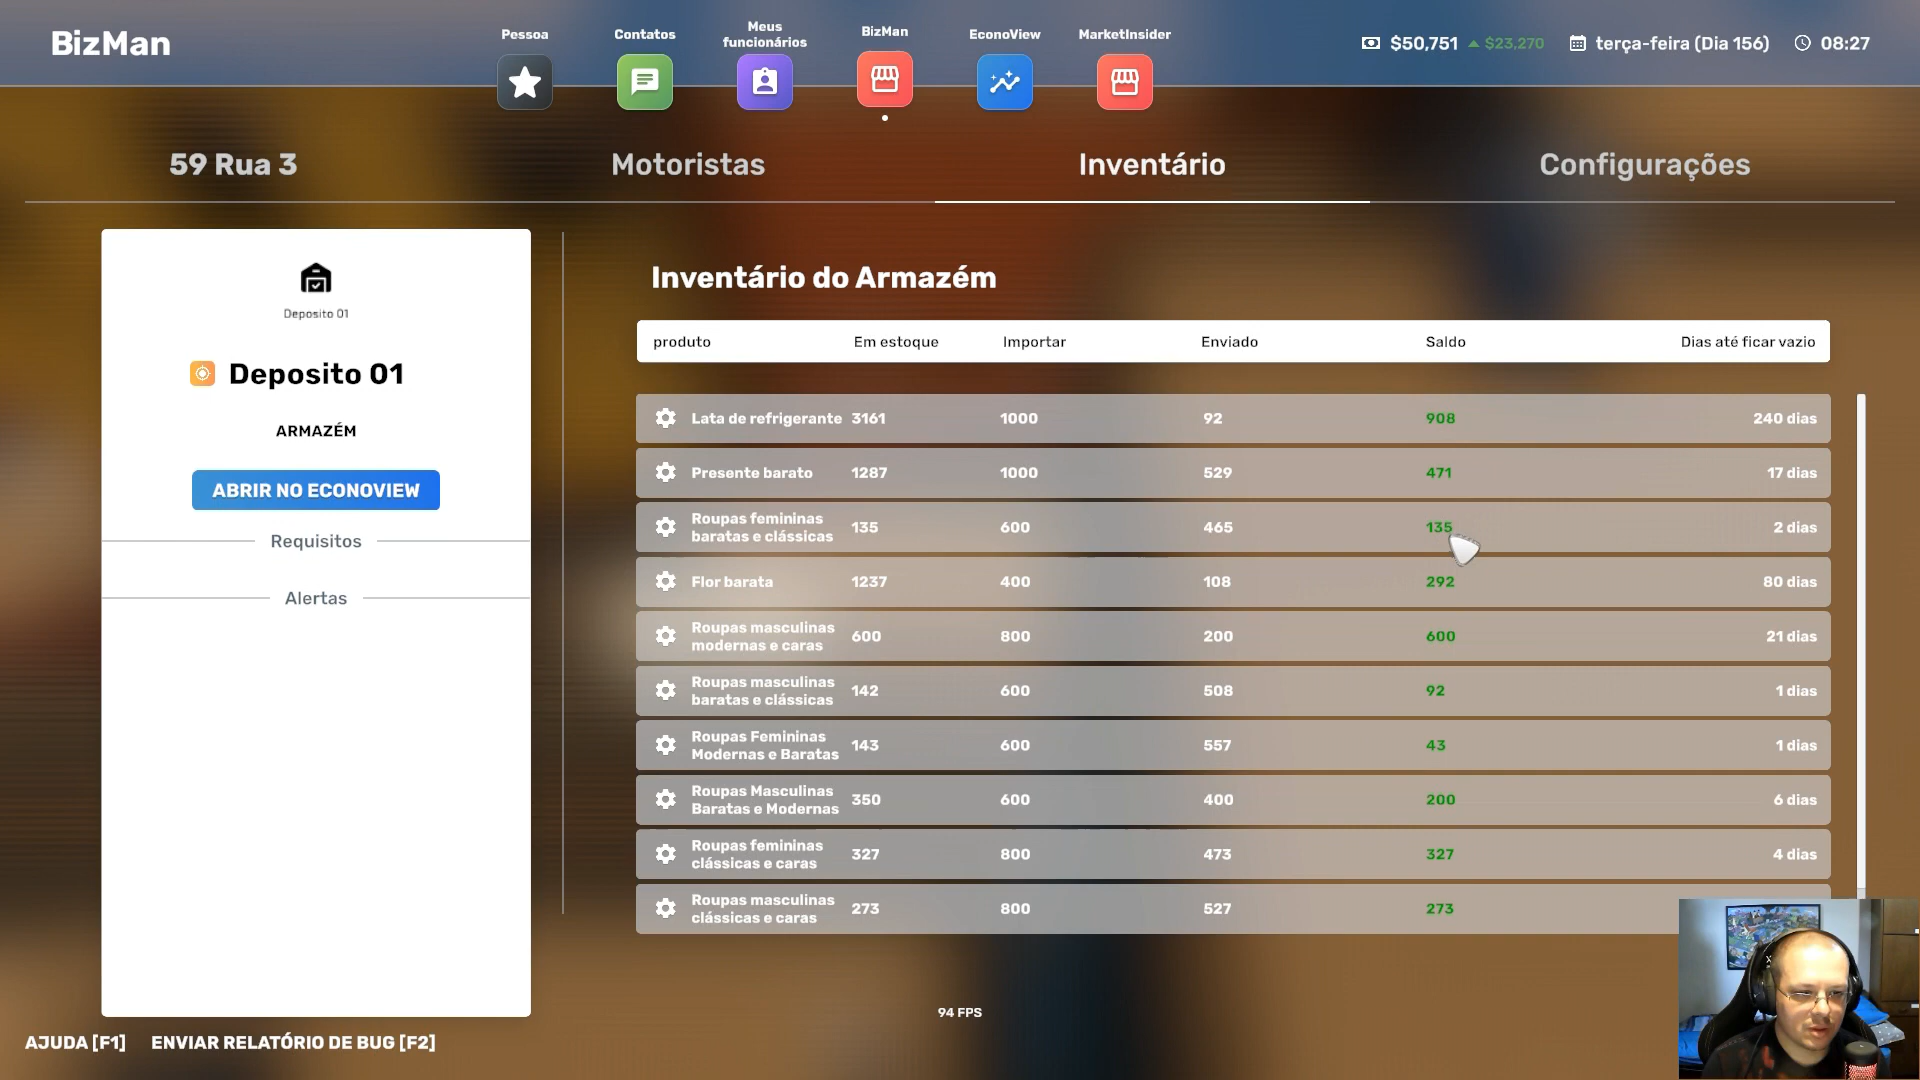 BizMan
Pessoa
Contatos
Meus
funcionários
BizMan
EconoView
MarketInsider
$50,751
$23,270
terça-feira (Dia 156)
08:27
59 Rua 3
Motoristas
Inventário
Configurações
Deposito 01
Deposito 01
ARMAZÉM
ABRIR NO ECONOVIEW
Requisitos
Alertas
Inventário do Armazém
produto Em estoque Importar Enviado Saldo Dias até ficar vazio
Lata de refrigerante 3161 1000 92 908 240 dias
Presente barato 1287 1000 529 471 17 dias
Roupas femininas
baratas e clássicas 135 600 465 135 2 dias
Flor barata 1237 400 108 292 80 dias
Roupas masculinas
modernas e caras 600 800 200 600 21 dias
Roupas masculinas
baratas e clássicas 142 600 508 92 1 dias
Roupas Femininas
Modernas e Baratas 143 600 557 43 1 dias
Roupas Masculinas
Baratas e Modernas 350 600 400 200 6 dias
Roupas femininas
clássicas e caras 327 800 473 327 4 dias
Roupas masculinas
clássicas e caras 273 800 527 273
94 FPS
AJUDA [F1] ENVIAR RELATÓRIO DE BUG [F2]